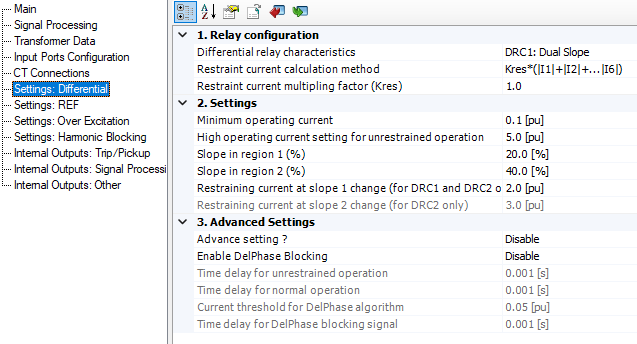 Main
Signal Processing
Transformer Data
Input Ports Configuration
CT Connections
Settings: Differential
Settings: REF
Settings: Over Excitation
Settings: Harmonic Blocking
Internal Outputs: Trip/Pickup
Internal Outputs: Signal Processi
Internal Outputs: Other
1. Relay configuration
Differential relay characteristics DRC1: Dual Slope
Restraint current calculation method Kres*(|I1|+|I2|+...|I6|)
Restraint current multipling factor (Kres) 1.0
2. Settings
Minimum operating current 0.1 [pu]
High operating current setting for unrestrained operation 5.0 [pu]
Slope in region 1 (%) 20.0 [%]
Slope in region 2 (%) 40.0 [%]
Restraining current at slope 1 change (for DRC1 and DRC2 o 2.0 [pu]
Restraining current at slope 2 change (for DRC2 only) 3.0 [pu]
3. Advanced Settings
Advance setting ? Disable
Enable DelPhase Blocking Disable
Time delay for unrestrained operation 0.001 [s]
Time delay for normal operation 0.001 [s]
Current threshold for DelPhase algorithm 0.05 [pu]
Time delay for DelPhase blocking signal 0.001 [s]